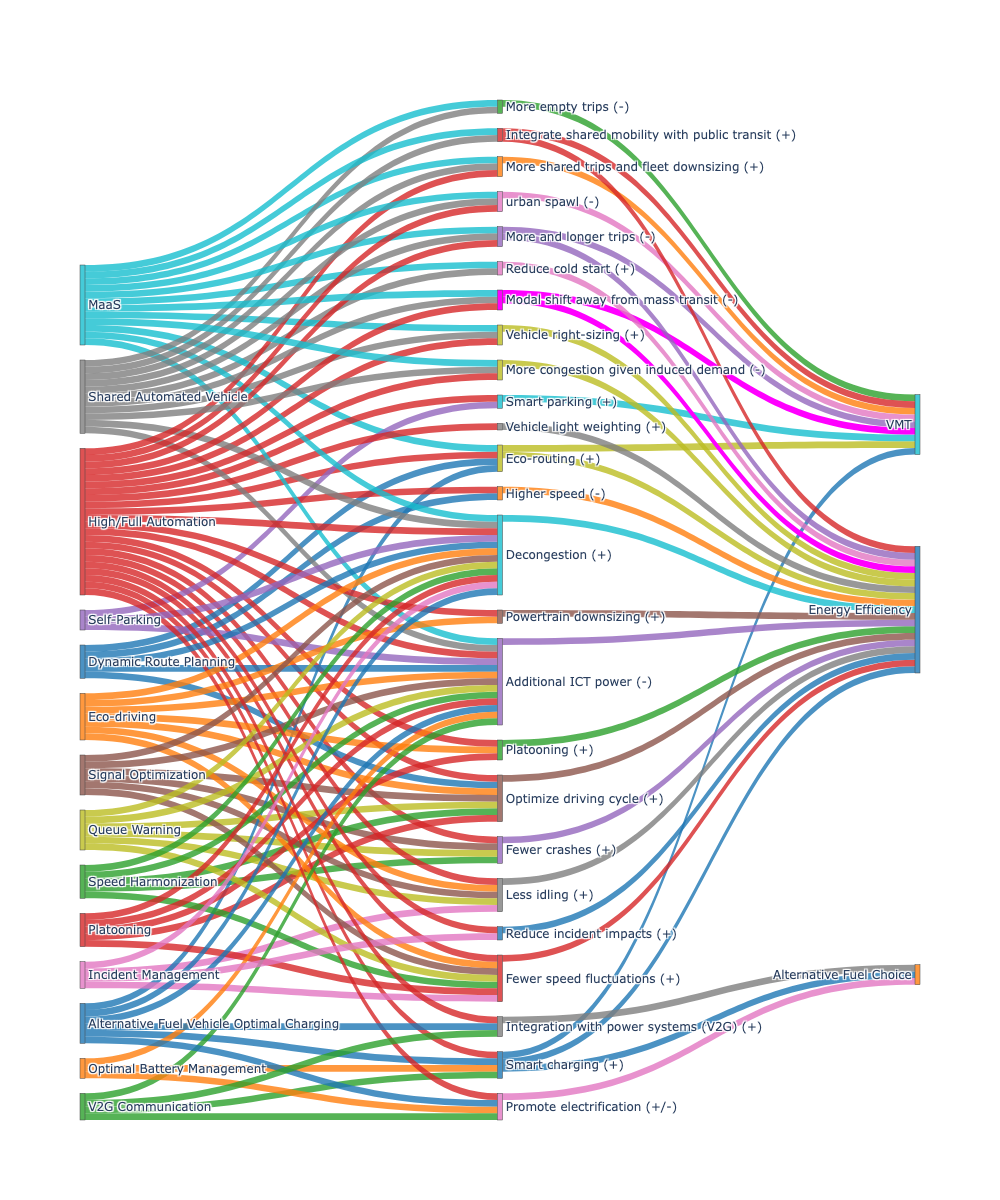 MaaS
Shared Automated Vehicle
High/Full Automation
Self-Parking
Dynamic Route Planning
Eco-driving
Signal Optimization
Queue Warning
Speed Harmonization
Platooning
Incident Management
Alternative Fuel Vehicle Optimal Charging
Optimal Battery Management
V2G Communication
More empty trips (-)
Integrate shared mobility with public transit (+)
More shared trips and fleet downsizing (+)
urban spawl (-)
More and longer trips (-)
Reduce cold start (+)
Modal shift away from mass transit (-)
Vehicle right-sizing (+)
More congestion given induced demand (-)
Smart parking (+)
Vehicle light weighting (+)
Eco-routing (+)
Higher speed (-)
Decongestion (+)
Powertrain downsizing (+)
Additional ICT power (-)
Platooning (+)
Optimize driving cycle (+)
Fewer crashes (+)
Less idling (+)
Reduce incident impacts (+)
Fewer speed fluctuations (+)
Integration with power systems (V2G) (+)
Smart charging (+)
Promote electrification (+/-)
VMT
Energy Efficiency
Alternative Fuel Choice